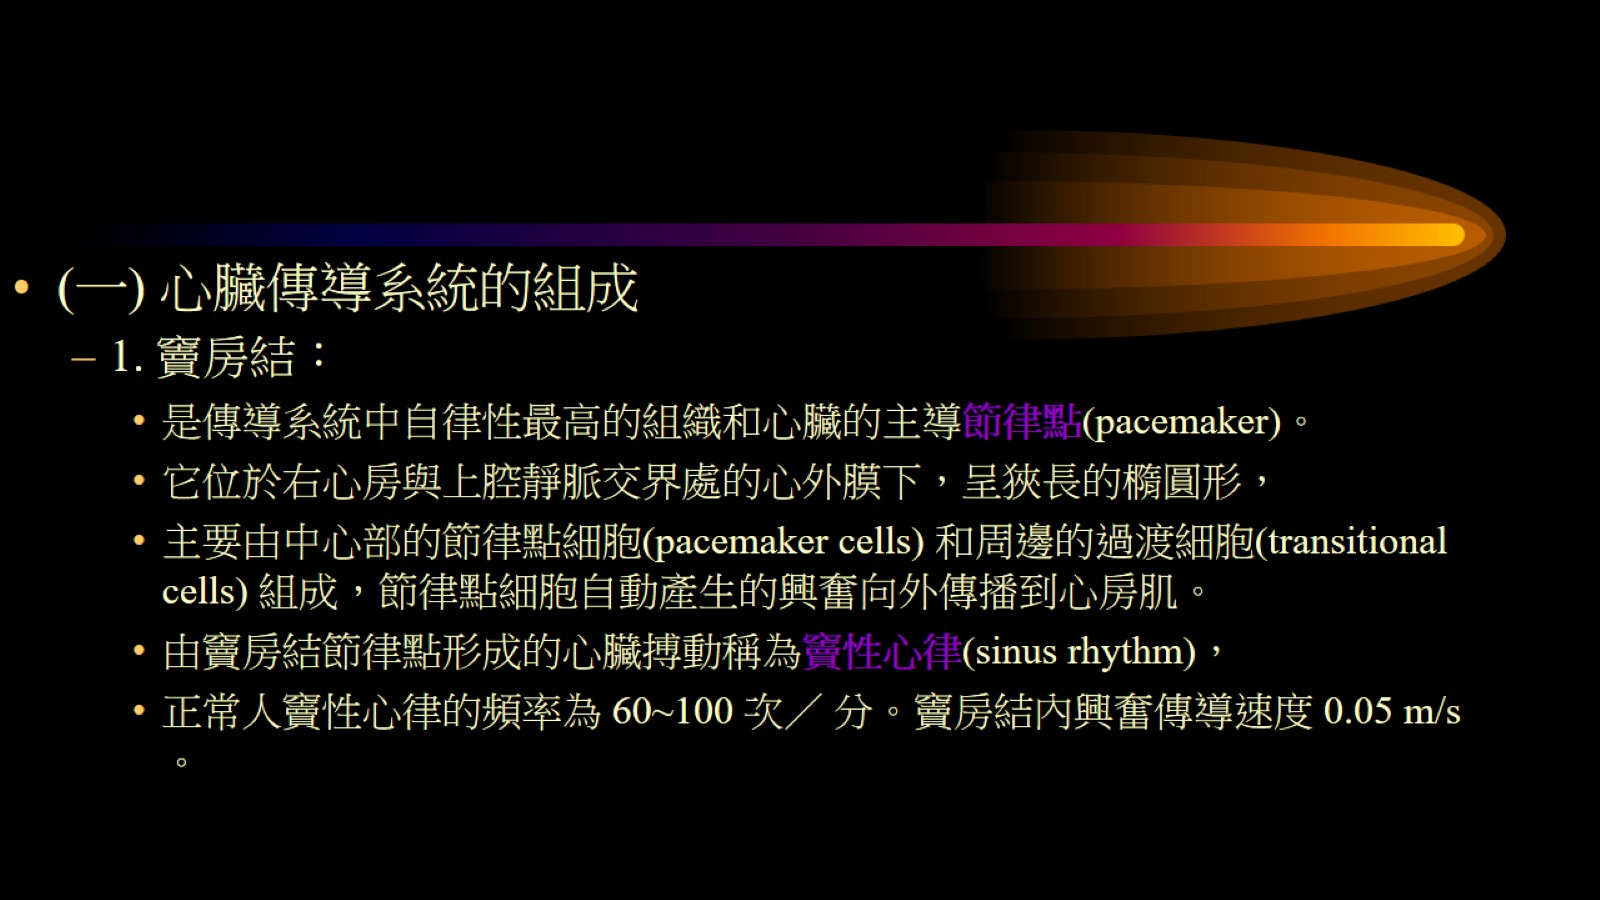 • (一) 心臟傳導系統的組成
– 1. 竇房結：
• 是傳導系統中自律性最高的組織和心臟的主導節律點(pacemaker)。
• 它位於右心房與上腔靜脈交界處的心外膜下，呈狹長的橢圓形，
• 主要由中心部的節律點細胞(pacemaker cells) 和周邊的過渡細胞(transitional
cells) 組成，節律點細胞自動產生的興奮向外傳播到心房肌。
• 由竇房結節律點形成的心臟搏動稱為竇性心律(sinus rhythm)，
• 正常人竇性心律的頻率為 60~100 次／ 分。竇房結內興奮傳導速度 0.05 m/s
。